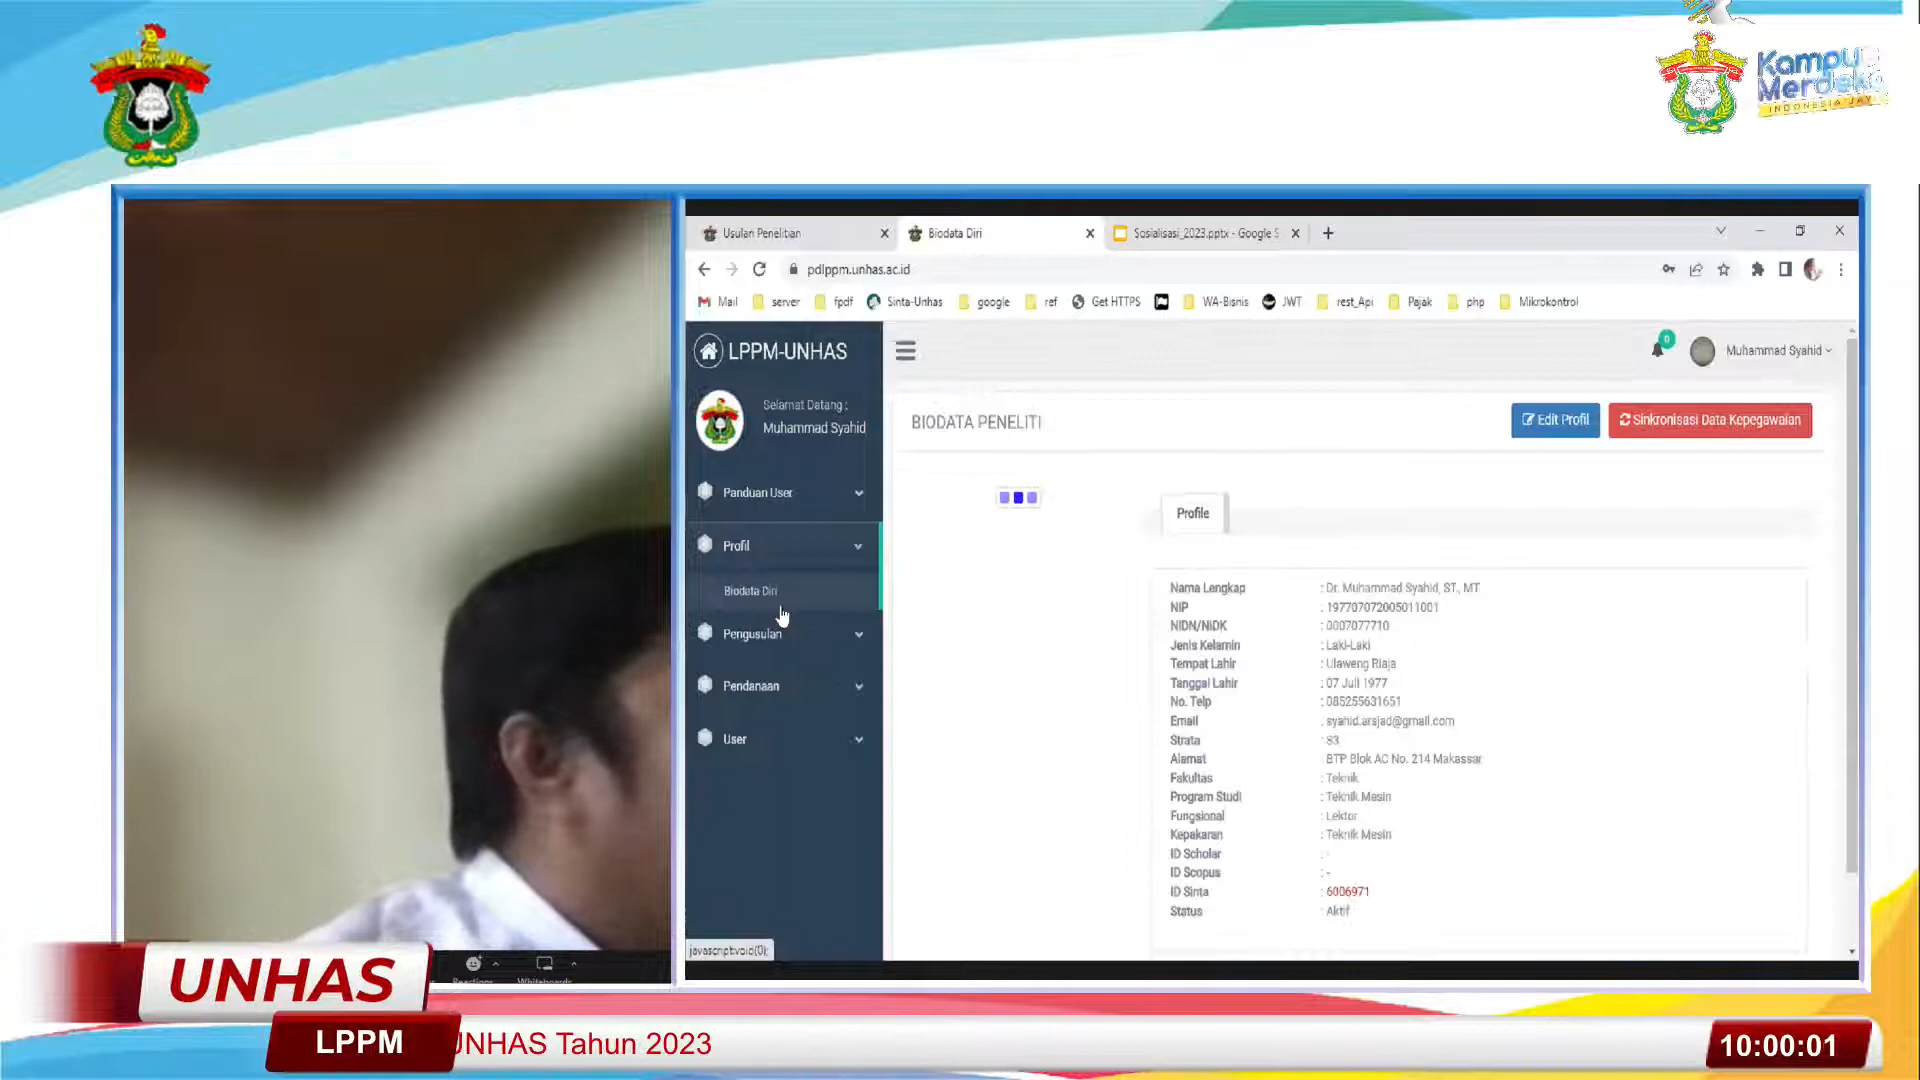 Kampus
Merdeka
INDONESIA JAYA
Usulan Penelitian
Biodata Diri
Sosialisasi_2023.pptx - Google S
pdlppm.unhas.ac.id
Mail
server
fpdf
Sinta-Unhas
google
ref
Get HTTPS
WA-Bisnis
JWT
rest_Api
Pajak
php
Mikrokontrol
LPPM-UNHAS
0
Muhammad Syahid
Selamat Datang :
Muhammad Syahid
BIODATA PENELITI
Edit Profil
Sinkronisasi Data Kepegawaian
Panduan User
Profil
Biodata Diri
Pengusulan
Pendanaan
User
Profile
Nama Lengkap : Dr. Muhammad Syahid, ST., MT
NIP : 197707072005011001
NIDN/NIDK : 0007077710
Jenis Kelamin : Laki-Laki
Tempat Lahir : Ulaweng Riaja
Tanggal Lahir : 07 Juli 1977
No. Telp : 085255631651
Email : syahid.arsjad@gmail.com
Strata : S3
Alamat : BTP Blok AC No. 214 Makassar
Fakultas : Teknik
Program Studi : Teknik Mesin
Fungsional : Lektor
Kepakaran : Teknik Mesin
ID Scholar : -
ID Scopus : -
ID Sinta : 6006971
Status : Aktif
javascript:void(0);
Reactions
Whiteboards
UNHAS
LPPM
UNHAS Tahun 2023
10:00:01